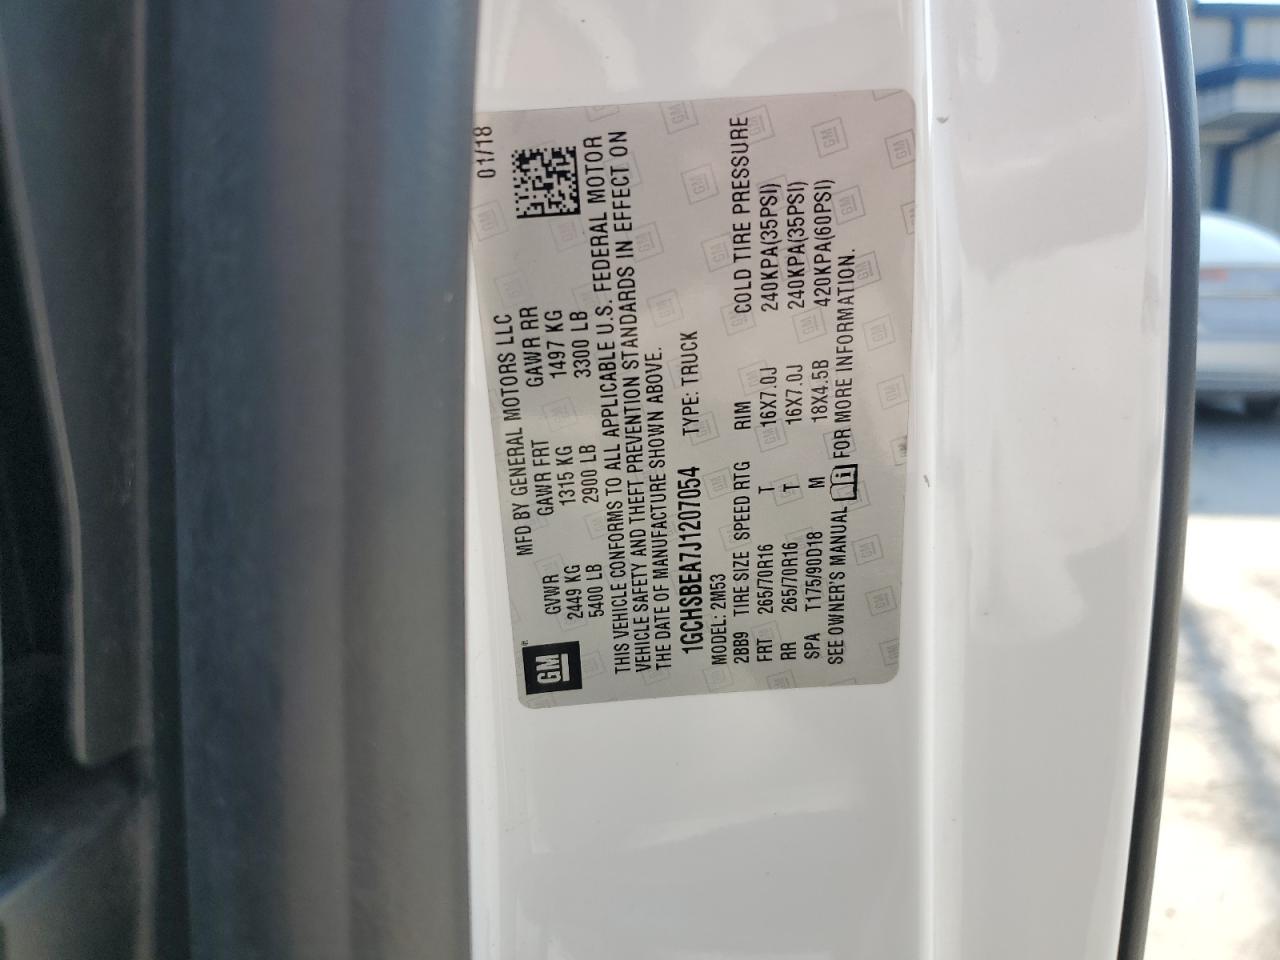 MFD BY GENERAL MOTORS LLC 01/18
GVWR GAWR FRT GAWR RR
2449 KG 1315 KG 1497 KG
5400 LB 2900 LB 3300 LB
GM
THIS VEHICLE CONFORMS TO ALL APPLICABLE U.S. FEDERAL MOTOR
VEHICLE SAFETY AND THEFT PREVENTION STANDARDS IN EFFECT ON
THE DATE OF MANUFACTURE SHOWN ABOVE.
1GCHSBEA7J1207054 TYPE: TRUCK
MODEL: 2M53
2BB9 TIRE SIZE SPEED RTG RIM COLD TIRE PRESSURE
FRT 265/70R16 T 16X7.0J 240KPA(35PSI)
RR 265/70R16 T 16X7.0J 240KPA(35PSI)
SPA T175/90D18 M 18X4.5B 420KPA(60PSI)
SEE OWNER'S MANUAL FOR MORE INFORMATION.